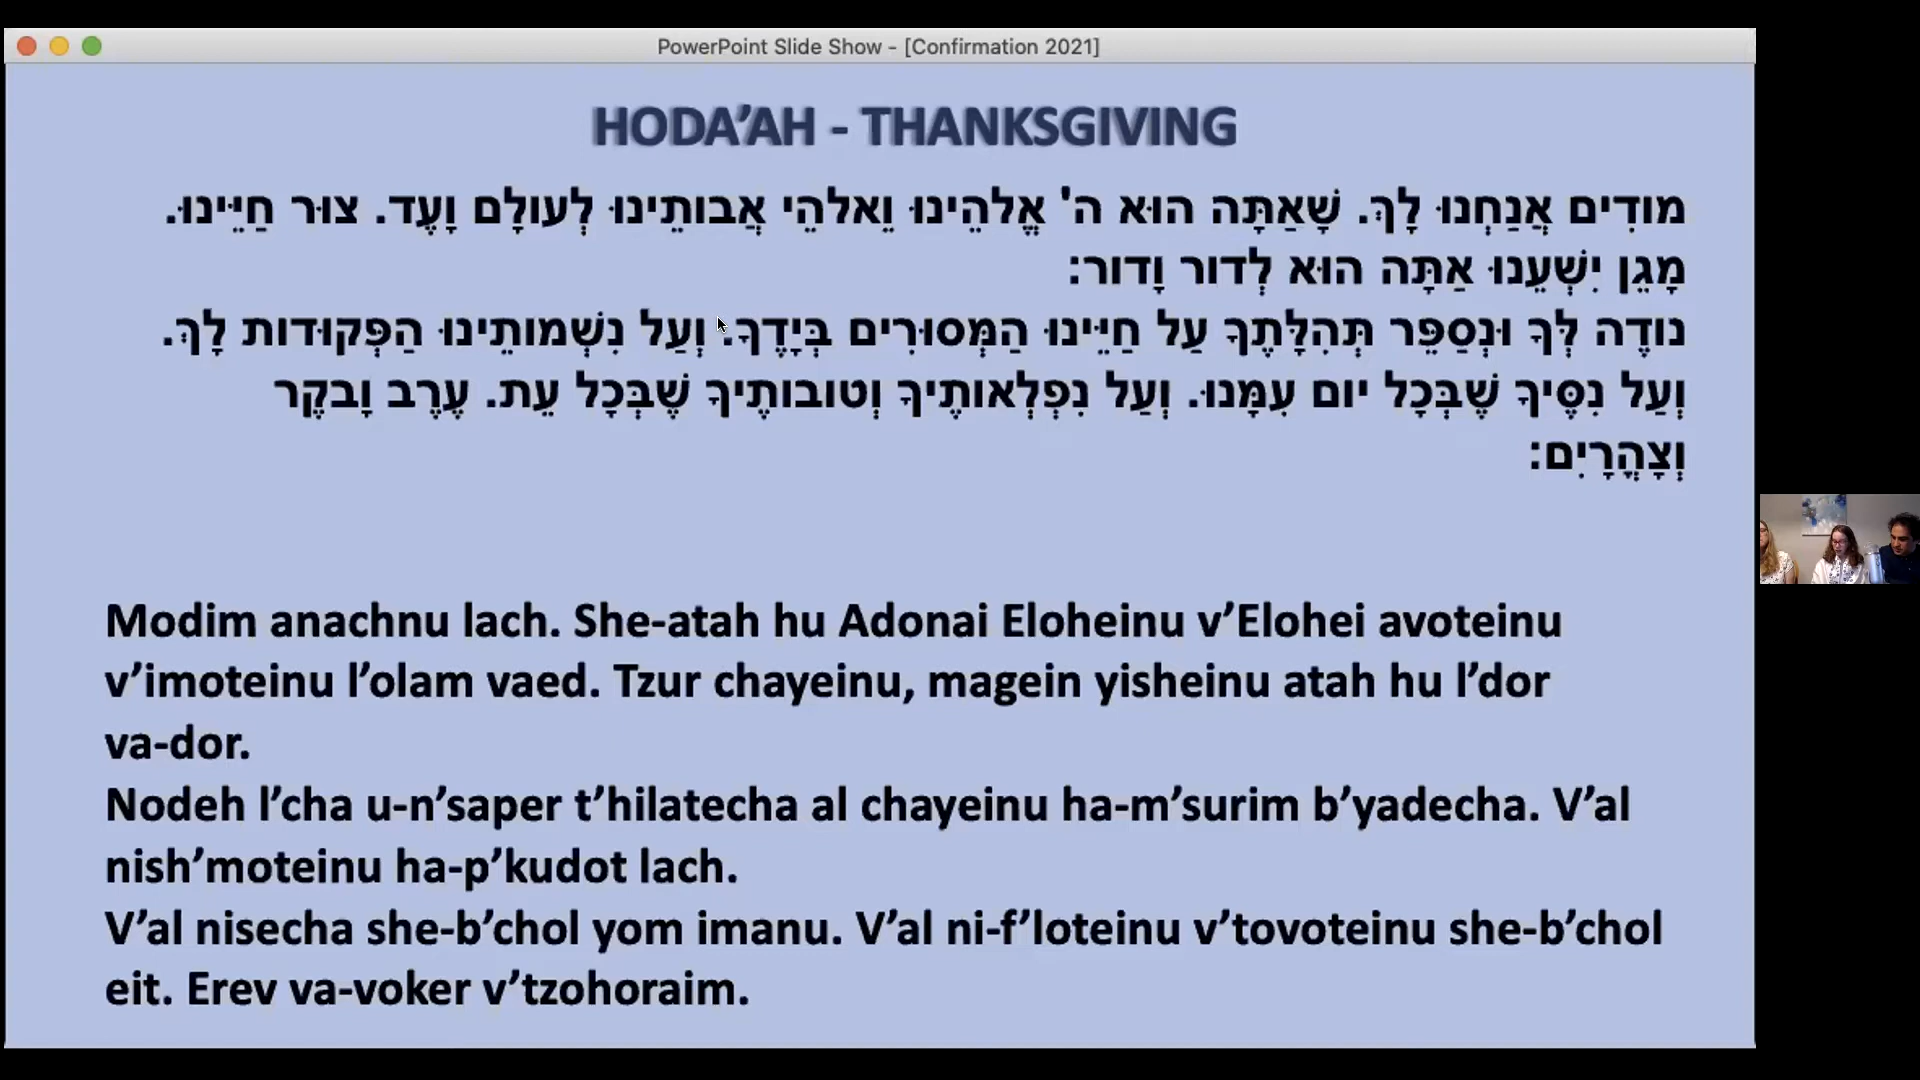 PowerPoint Slide Show - [Confirmation 2021]
HODA’AH - THANKSGIVING
מוֹדִים אֲנַחְנוּ לָךְ. שָׁאַתָּה הוּא ה' אֱלֹהֵינוּ וֵאלֹהֵי אֲבוֹתֵינוּ לְעוֹלָם וָעֶד. צוּר חַיֵּינוּ.
מָגֵן יִשְׁעֵנוּ אַתָּה הוּא לְדוֹר וָדוֹר:
נוֹדֶה לְּךָ וּנְסַפֵּר תְּהִלָּתֶךָ עַל חַיֵּינוּ הַמְּסוּרִים בְּיָדֶךָ. וְעַל נִשְׁמוֹתֵינוּ הַפְּקוּדוֹת לָךְ.
וְעַל נִסֶּיךָ שֶׁבְּכָל יוֹם עִמָּנוּ. וְעַל נִפְלְאוֹתֶיךָ וְטוֹבוֹתֶיךָ שֶׁבְּכָל עֵת. עֶרֶב וָבֹקֶר
וְצָהֳרָיִם:
Modim anachnu lach. She-atah hu Adonai Eloheinu v’Elohei avoteinu
v’imoteinu l’olam vaed. Tzur chayeinu, magein yisheinu atah hu l’dor
va-dor.
Nodeh l’cha u-n’saper t’hilatecha al chayeinu ha-m’surim b’yadecha. V’al
nish’moteinu ha-p’kudot lach.
V’al nisecha she-b’chol yom imanu. V’al ni-f’loteinu v’tovoteinu she-b’chol
eit. Erev va-voker v’tzohoraim.